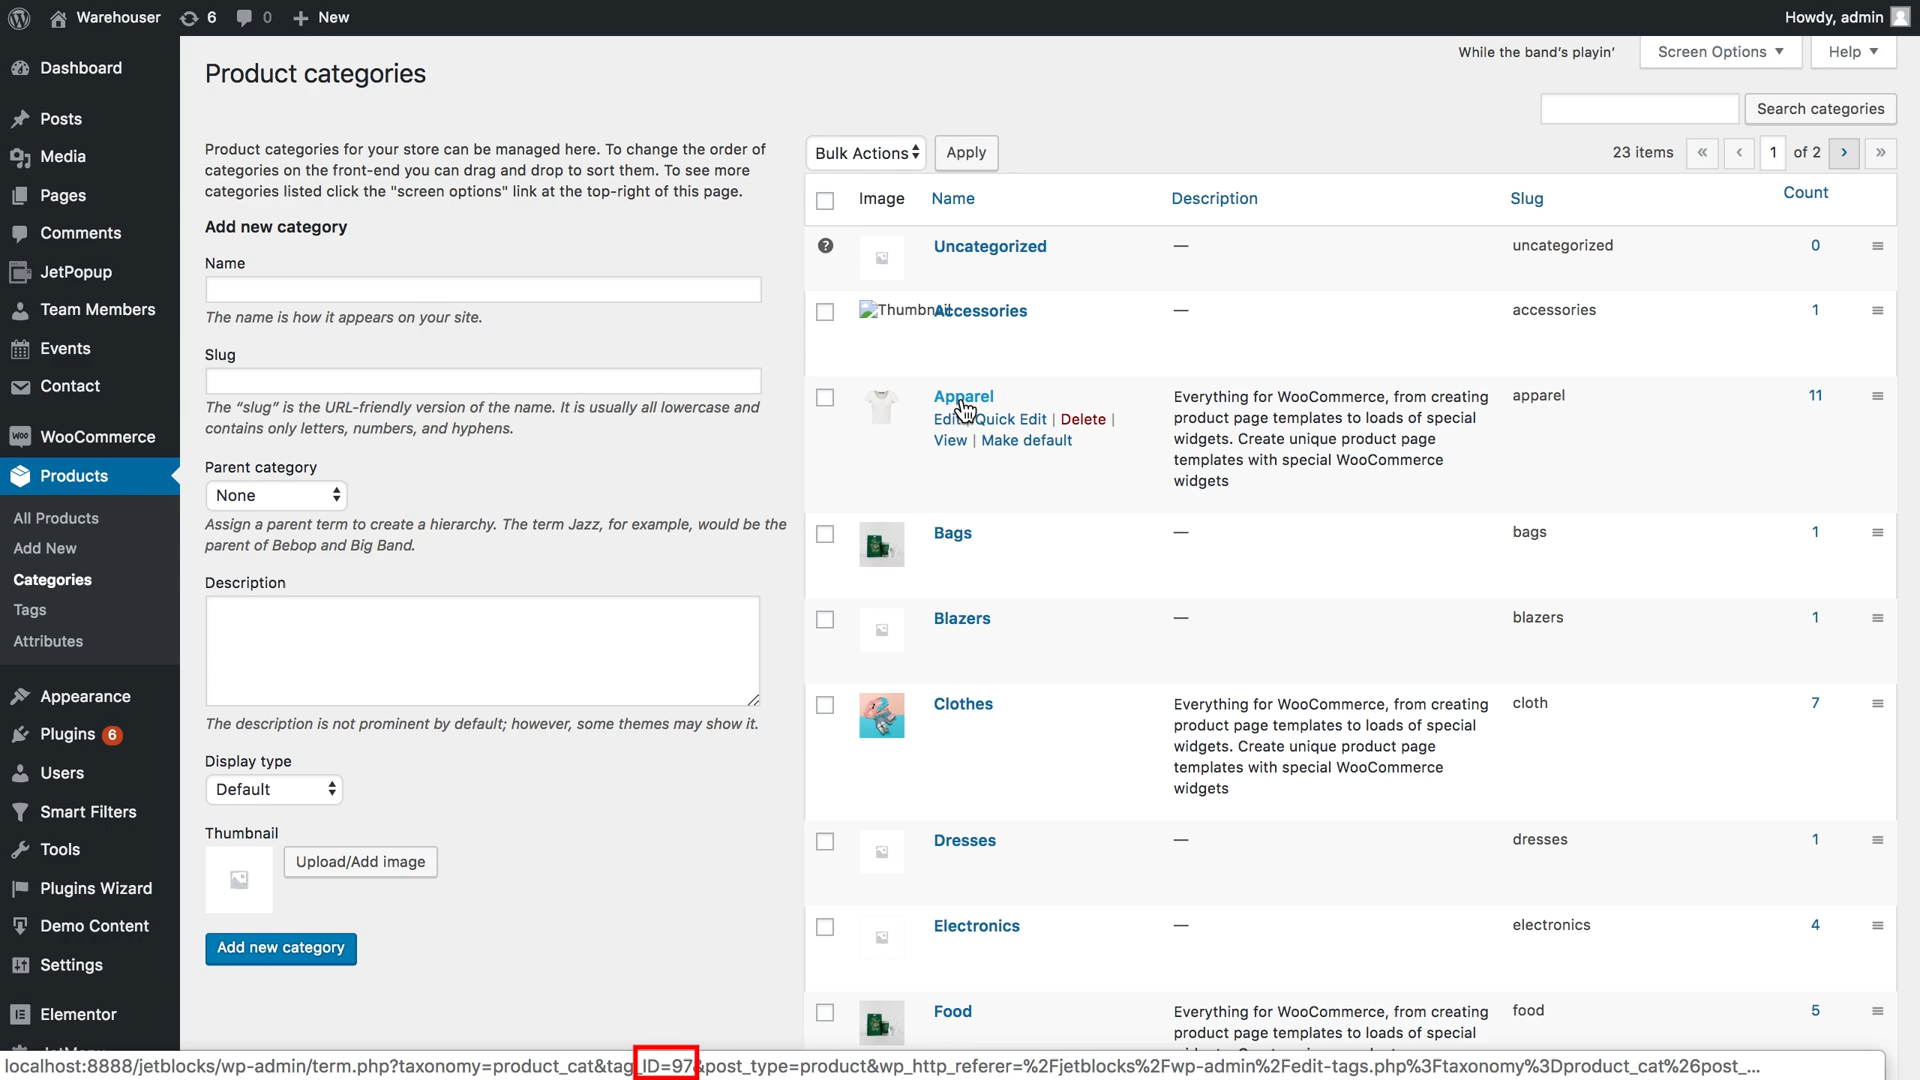 Warehouser 6 0 New Howdy, admin
While the band's playin' Screen Options Help
Dashboard
Posts
Media
Pages
Comments
JetPopup
Team Members
Events
Contact
WooCommerce
Products
All Products
Add New
Categories
Tags
Attributes
Appearance
Plugins 6
Users
Smart Filters
Tools
Plugins Wizard
Demo Content
Settings
Elementor
Product categories
Search categories
Product categories for your store can be managed here. To change the order of
categories on the front-end you can drag and drop to sort them. To see more
categories listed click the "screen options" link at the top-right of this page.
Add new category
Name
The name is how it appears on your site.
Slug
The “slug” is the URL-friendly version of the name. It is usually all lowercase and
contains only letters, numbers, and hyphens.
Parent category
None
Assign a parent term to create a hierarchy. The term Jazz, for example, would be the
parent of Bebop and Big Band.
Description
The description is not prominent by default; however, some themes may show it.
Display type
Default
Thumbnail
Upload/Add image
Add new category
Bulk Actions Apply 23 items « ‹ 1 of 2 › »
Image Name Description Slug Count
Uncategorized — uncategorized 0
Accessories — accessories 1
Apparel apparel 11
Edit Quick Edit | Delete |
View | Make default
Everything for WooCommerce, from creating
product page templates to loads of special
widgets. Create unique product page
templates with special WooCommerce
widgets
Bags — bags 1
Blazers — blazers 1
Clothes cloth 7
Everything for WooCommerce, from creating
product page templates to loads of special
widgets. Create unique product page
templates with special WooCommerce
widgets
Dresses — dresses 1
Electronics — electronics 4
Food food 5
Everything for WooCommerce, from creating
product page templates to loads of special
localhost:8888/jetblocks/wp-admin/term.php?taxonomy=product_cat&tag_ID=97&post_type=product&wp_http_referer=%2Fjetblocks%2Fwp-admin%2Fedit-tags.php%3Ftaxonomy%3Dproduct_cat%26post_...